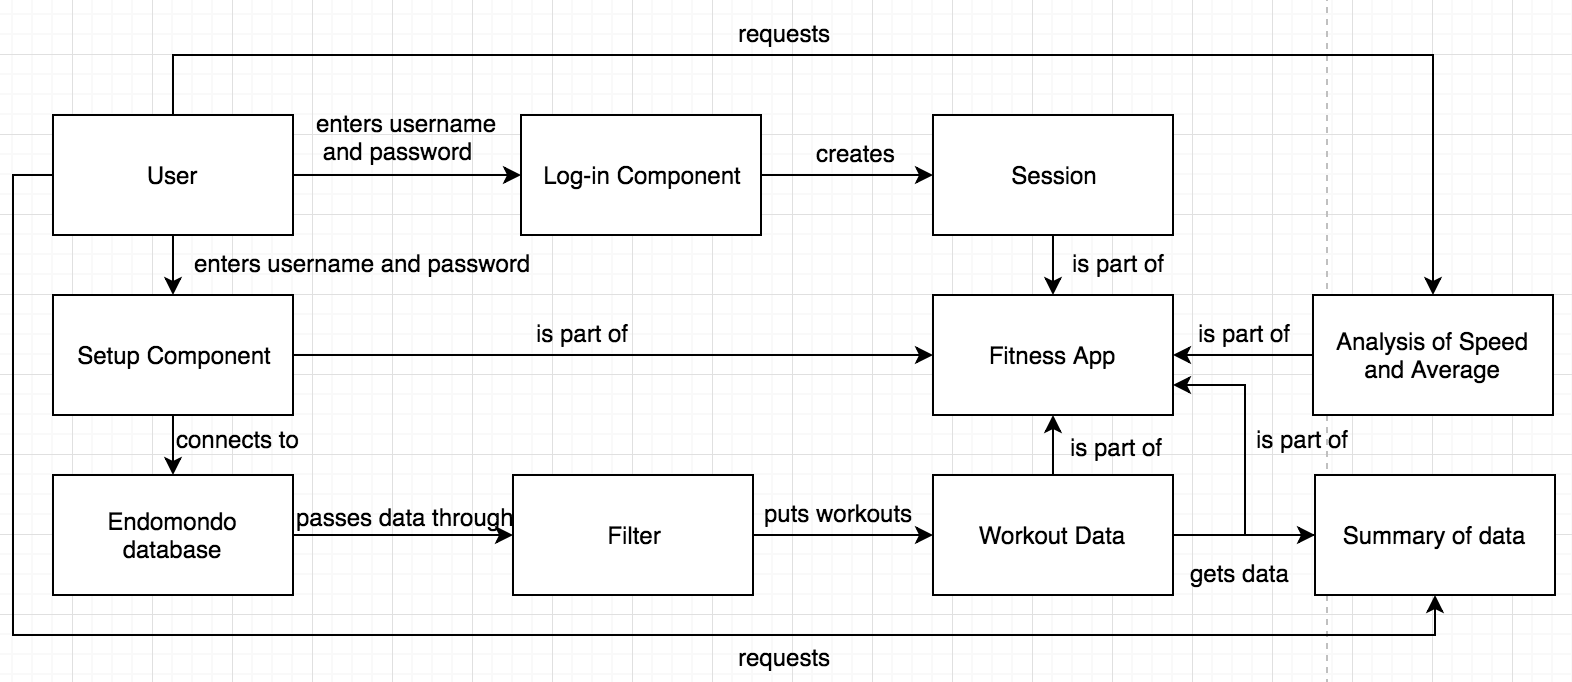 requests
enters username
and password
creates
User
Log-in Component
Session
enters username and password
is part of
is part of
is part of
Setup Component
Fitness App
Analysis of Speed
and Average
connects to
is part of
is part of
passes data through
puts workouts
Endomondo
database
Filter
Workout Data
Summary of data
gets data
requests